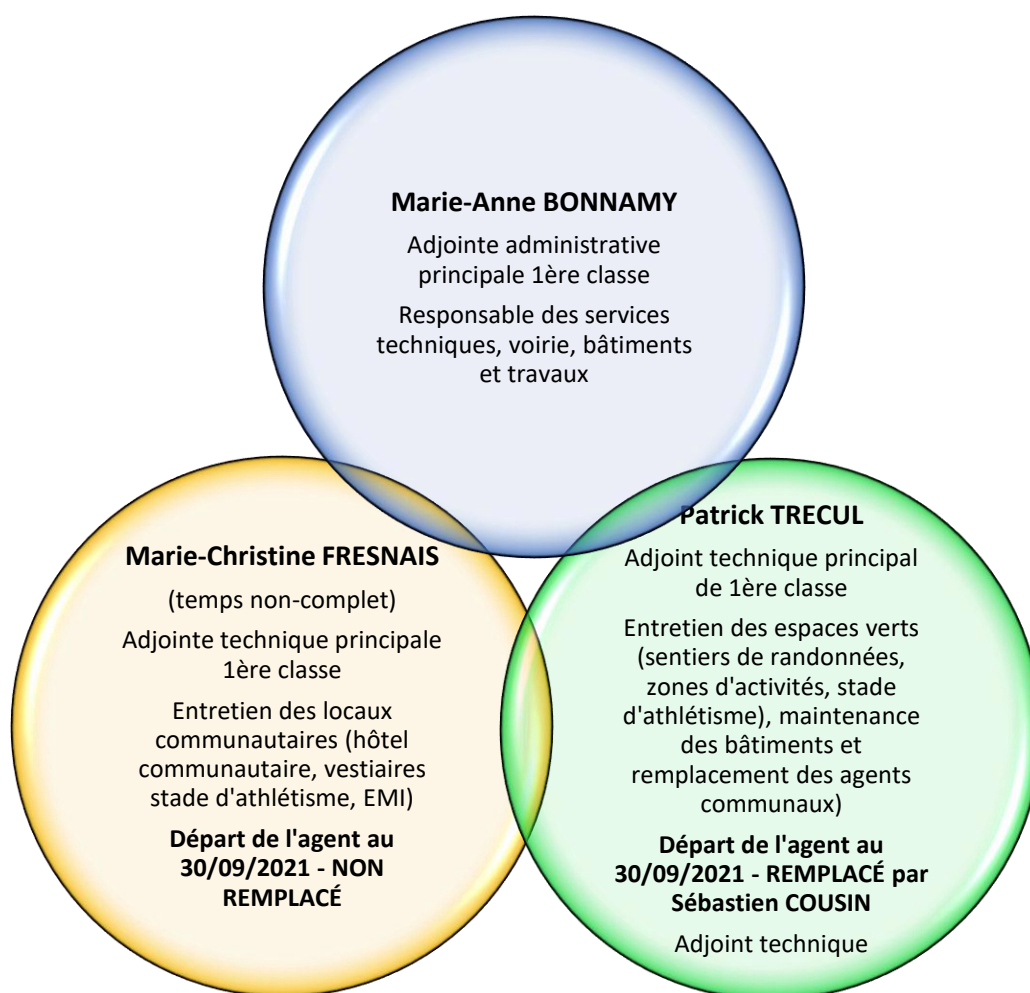 Marie-Anne BONNAMY
Adjointe administrative
principale 1ère classe
Responsable des services
techniques, voirie, bâtiments
et travaux
Marie-Christine FRESNAIS
(temps non-complet)
Adjointe technique principale
1ère classe
Entretien des locaux
communautaires (hôtel
communautaire, vestiaires
stade d'athlétisme, EMI)
Départ de l'agent au
30/09/2021 - NON
REMPLACÉ
Patrick TRECUL
Adjoint technique principal
de 1ère classe
Entretien des espaces verts
(sentiers de randonnées,
zones d'activités, stade
d'athlétisme), maintenance
des bâtiments et
remplacement des agents
communaux)
Départ de l'agent au
30/09/2021 - REMPLACÉ par
Sébastien COUSIN
Adjoint technique